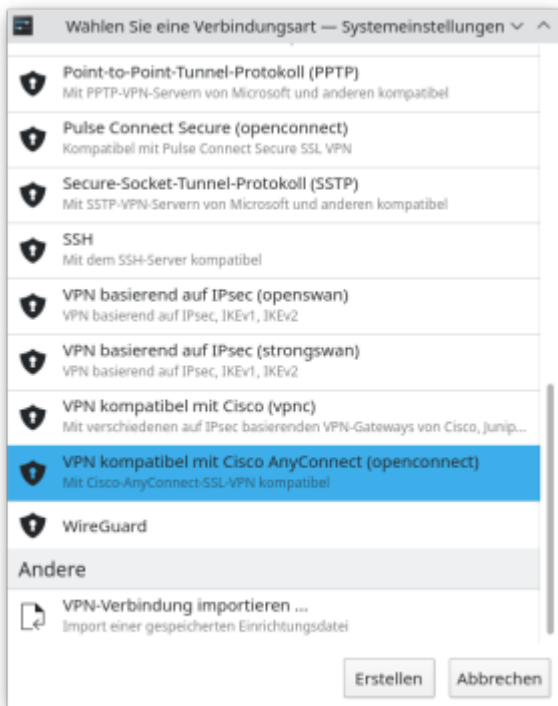 Wählen Sie eine Verbindungsart — Systemeinstellungen
Point-to-Point-Tunnel-Protokoll (PPTP)
Mit PPTP-VPN-Servern von Microsoft und anderen kompatibel
Pulse Connect Secure (openconnect)
Kompatibel mit Pulse Connect Secure SSL VPN
Secure-Socket-Tunnel-Protokoll (SSTP)
Mit SSTP-VPN-Servern von Microsoft und anderen kompatibel
SSH
Mit dem SSH-Server kompatibel
VPN basierend auf IPsec (openswan)
VPN basierend auf IPsec, IKEv1, IKEv2
VPN basierend auf IPsec (strongswan)
VPN basierend auf IPsec, IKEv1, IKEv2
VPN kompatibel mit Cisco (vpnc)
Mit verschiedenen auf IPsec basierenden VPN-Gateways von Cisco, Junip...
VPN kompatibel mit Cisco AnyConnect (openconnect)
Mit Cisco-AnyConnect-SSL-VPN kompatibel
WireGuard
Andere
VPN-Verbindung importieren ...
Import einer gespeicherten Einrichtungsdatei
Erstellen Abbrechen